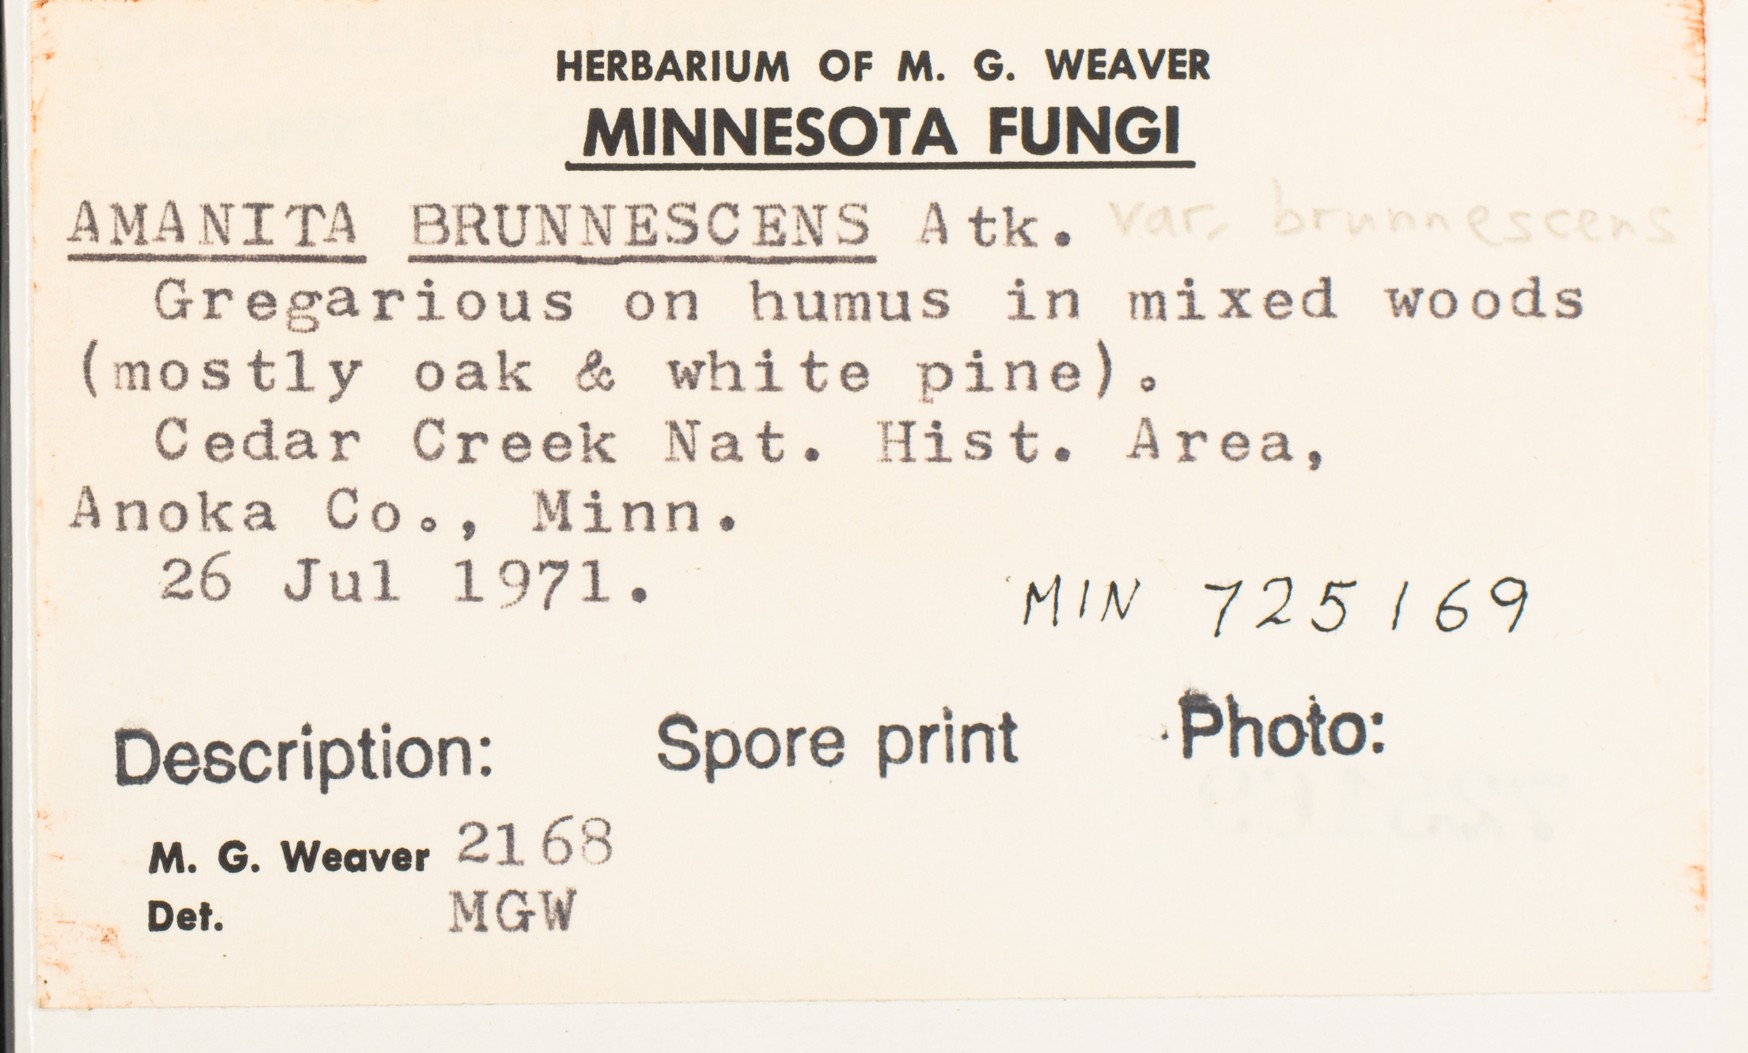 HERBARIUM OF M. G. WEAVER
MINNESOTA FUNGI
AMANITA BRUNNESCENS Atk. var. brunnescens
Gregarious on humus in mixed woods
(mostly oak & white pine).
Cedar Creek Nat. Hist. Area,
Anoka Co., Minn.
26 Jul 1971.
MIN 725169
Description: Spore print Photo:
M. G. Weaver 2168
Det. MGW